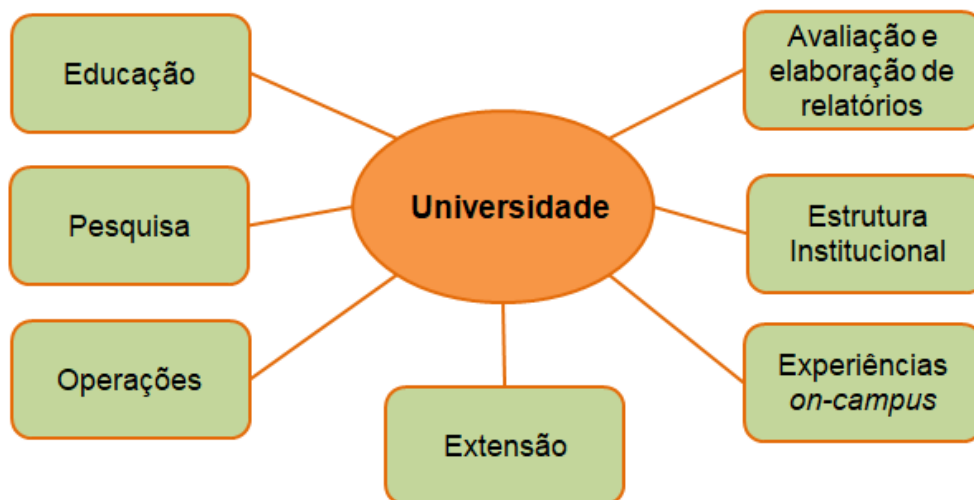 Educação
Pesquisa
Operações
Universidade
Extensão
Avaliação e
elaboração de
relatórios
Estrutura
Institucional
Experiências
on-campus